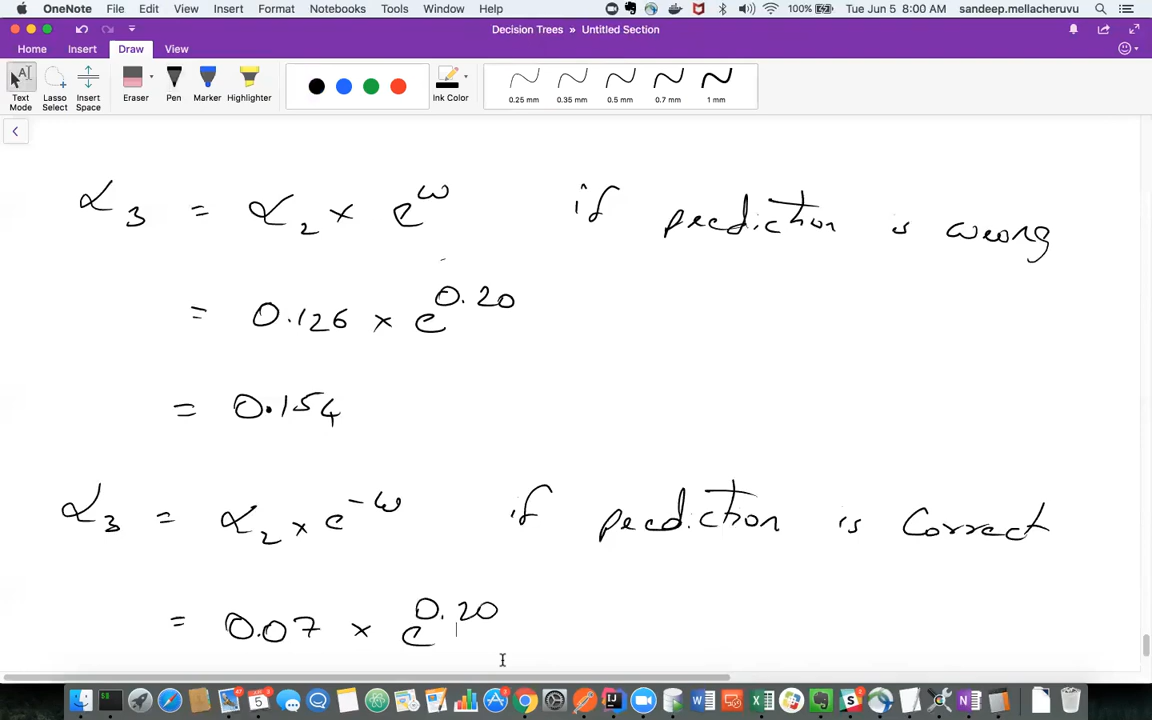 OneNote File Edit View Insert Format Notebooks Tools Window Help 100% Tue Jun 5 8:00 AM sandeep.mellacheruvu
Decision Trees » Untitled Section
Home Insert Draw View
Text Mode Lasso Select Insert Space Eraser Pen Marker Highlighter Ink Color 0.25 mm 0.35 mm 0.5 mm 0.7 mm 1 mm
α₃ = α₂ × e^ω if prediction is wrong
= 0.126 × e^0.20
= 0.154
α₃ = α₂ × e^-ω if prediction is correct
= 0.07 × e^0.20